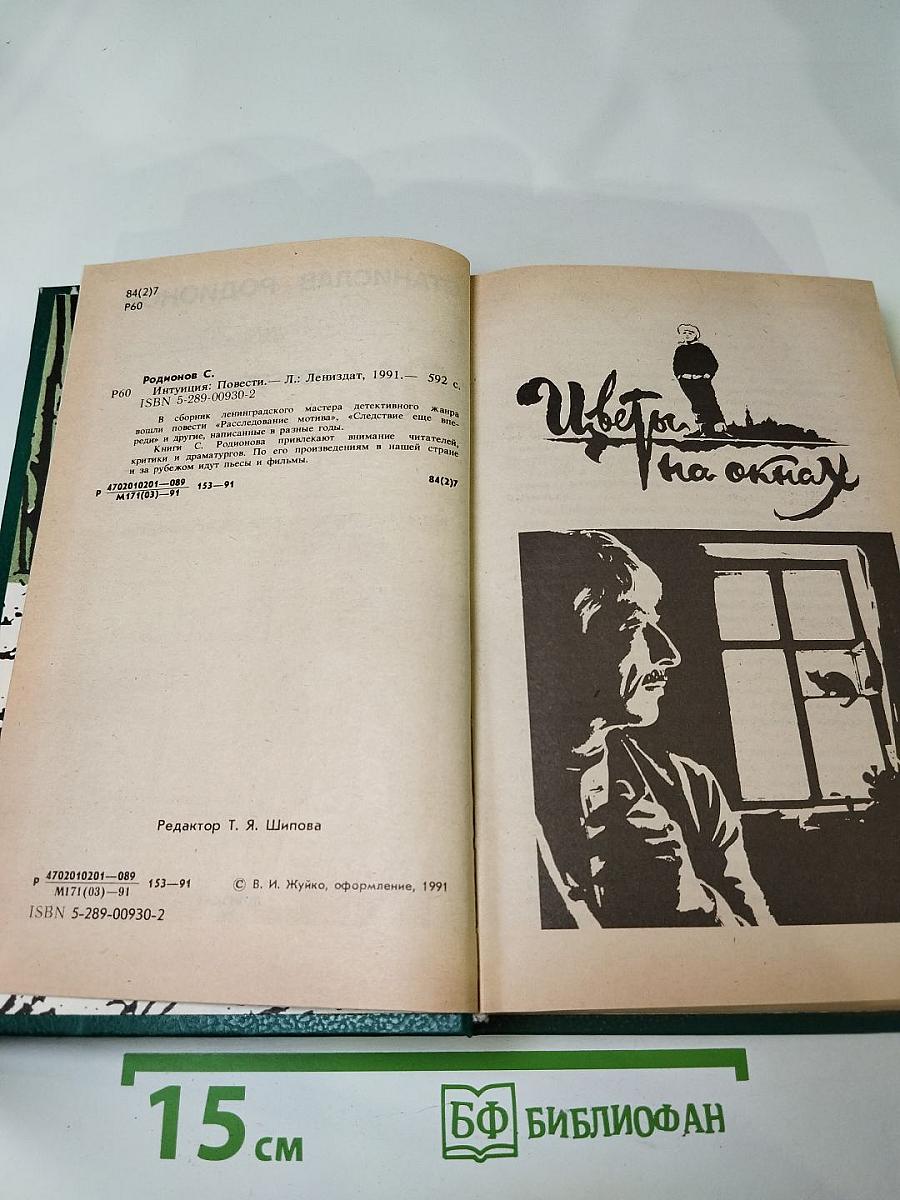 84(2)7
Р60
Родионов С.
Р60 Интуиция: Повести.— Л.: Лениздат, 1991.— 592 с.
ISBN 5-289-00930-2
В сборник ленинградского мастера детективного жанра
вошли повести «Расследование мотива», «Следствие еще впе-
реди» и другие, написанные в разные годы.
Книги С. Родионова привлекают внимание читателей,
критики и драматургов. По его произведениям в нашей стране
и за рубежом идут пьесы и фильмы.
Р 4702010201—089
М171(03)—91 153—91 84(2)7
Редактор Т. Я. Шипова
Р 4702010201—089
М171(03)—91 153—91
© В. И. Жуйко, оформление, 1991
ISBN 5-289-00930-2
Цветы
на окнах
15 см
БФ БИБЛИОФАН